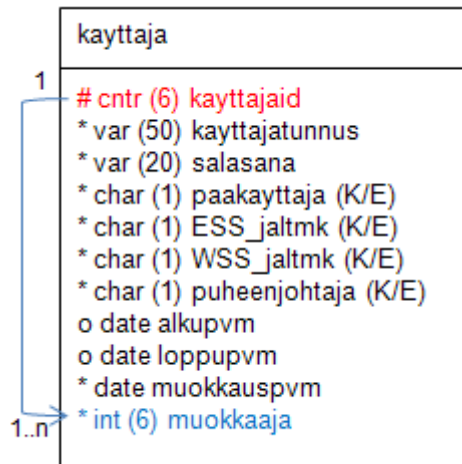 kayttaja
1
# cntr (6) kayttajaid
* var (50) kayttajatunnus
* var (20) salasana
* char (1) paakayttaja (K/E)
* char (1) ESS_jaltmk (K/E)
* char (1) WSS_jaltmk (K/E)
* char (1) puheenjohtaja (K/E)
o date alkupvm
o date loppupvm
* date muokkauspvm
1..n
* int (6) muokkaaja